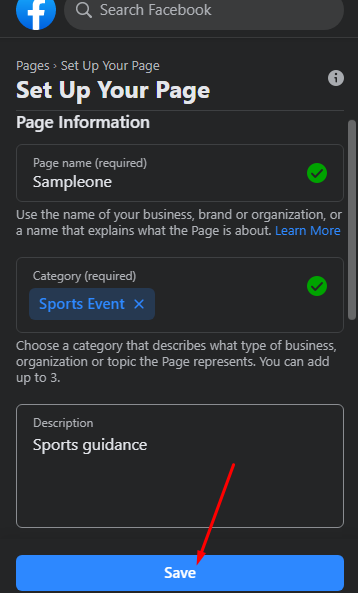 Search Facebook
Pages › Set Up Your Page
Set Up Your Page
Page Information
Page name (required)
Sampleone
Use the name of your business, brand or organization, or
a name that explains what the Page is about. Learn More
Category (required)
Sports Event ×
Choose a category that describes what type of business,
organization or topic the Page represents. You can add
up to 3.
Description
Sports guidance
Save